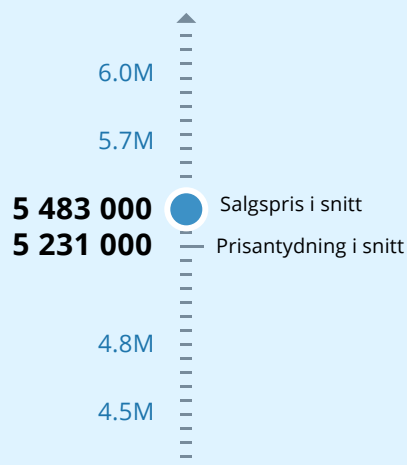 6.0M
5.7M
5 483 000 Salgspris i snitt
5 231 000 Prisantydning i snitt
4.8M
4.5M